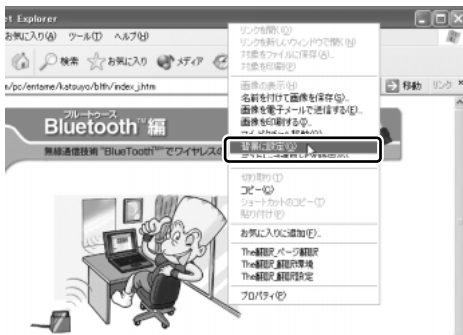 et Explorer
お気に入り(A) ツール(T) ヘルプ(H)
検索 お気に入り メディア
n/pc/entame/katsuyo/blth/index_j.htm
移動 リンク »
ブルートゥース
Bluetooth™編
無線通信技術 "BlueTooth™" でワイヤレスの
リンクを開く(O)
リンクを新しいウィンドウで開く(N)
対象をファイルに保存(A)...
対象を印刷(P)
画像の表示(H)
名前を付けて画像を保存(S)...
画像を電子メールで送信する(E)...
画像を印刷する(I)...
背景に設定(G)
切り取り(T)
コピー(C)
ショートカットのコピー(T)
貼り付け(P)
お気に入りに追加(F)...
The翻訳_ページ翻訳
The翻訳_翻訳環境
The翻訳_翻訳設定
プロパティ(P)